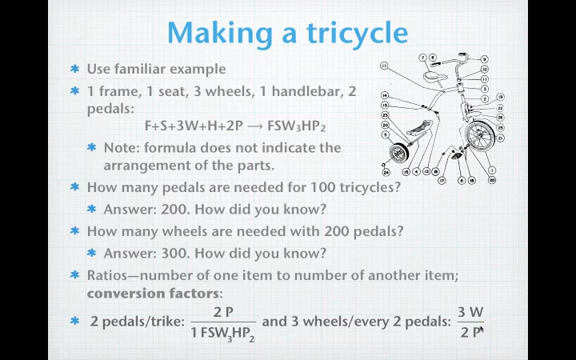 Making a tricycle
Use familiar example
1 frame, 1 seat, 3 wheels, 1 handlebar, 2
pedals:
F+S+3W+H+2P → FSW₃HP₂
Note: formula does not indicate the
arrangement of the parts.
How many pedals are needed for 100 tricycles?
Answer: 200. How did you know?
How many wheels are needed with 200 pedals?
Answer: 300. How did you know?
Ratios—number of one item to number of another item;
conversion factors:
2 pedals/trike: 2 P / 1 FSW₃HP₂ and 3 wheels/every 2 pedals: 3 W / 2 P